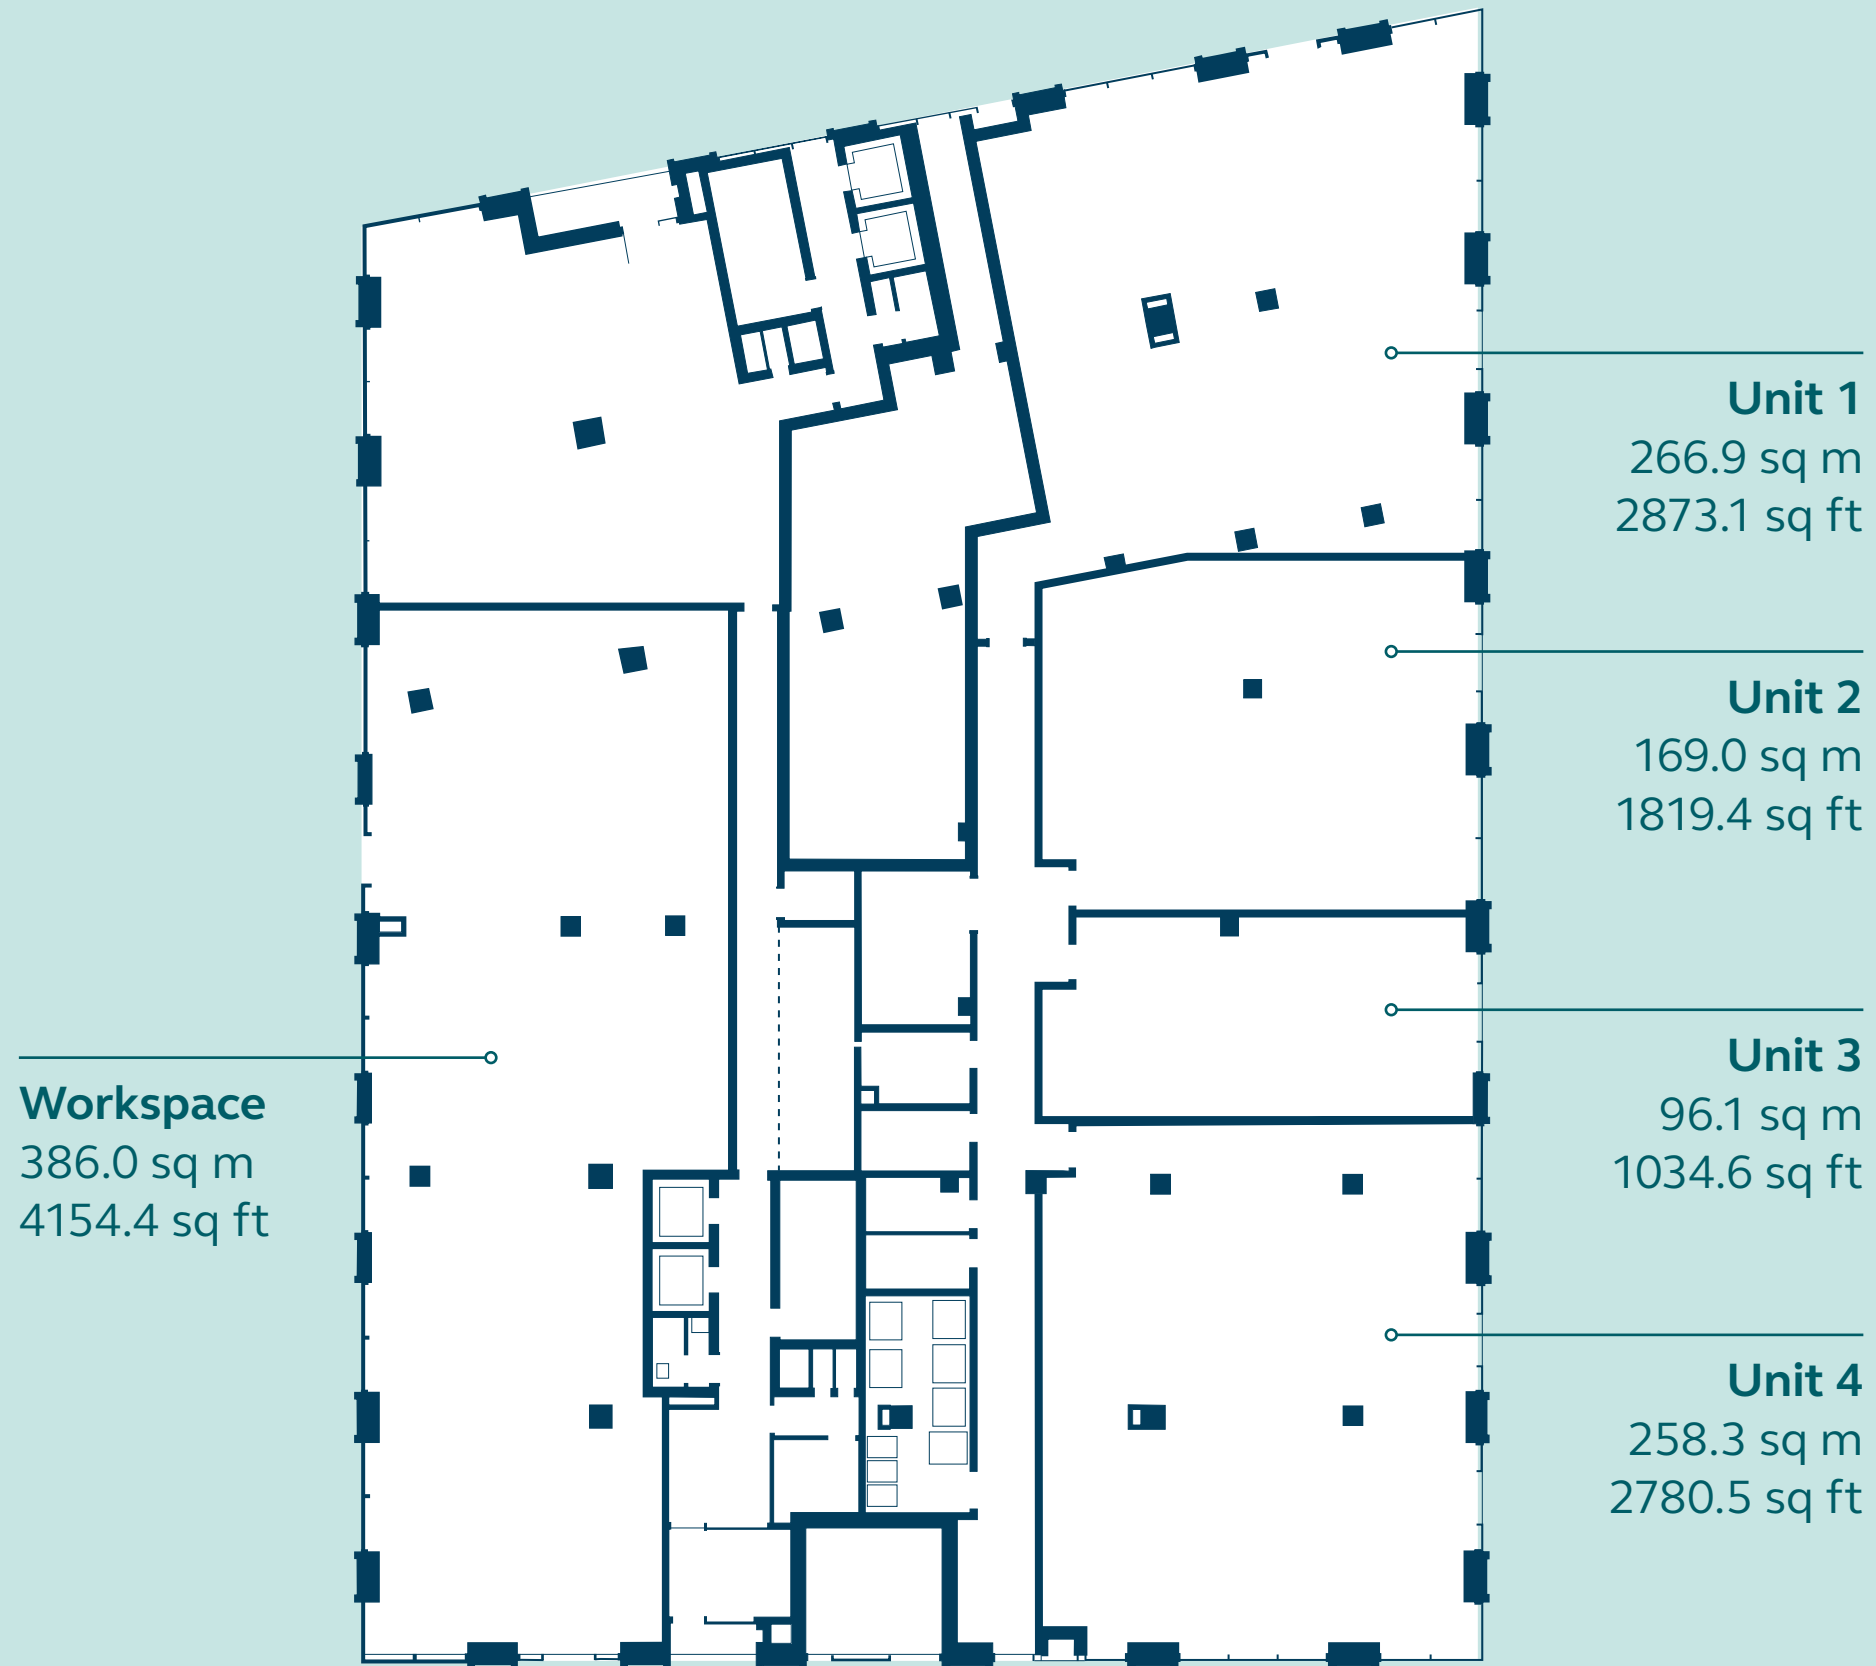 Unit 1
266.9 sq m
2873.1 sq ft
Unit 2
169.0 sq m
1819.4 sq ft
Unit 3
96.1 sq m
1034.6 sq ft
Workspace
386.0 sq m
4154.4 sq ft
Unit 4
258.3 sq m
2780.5 sq ft